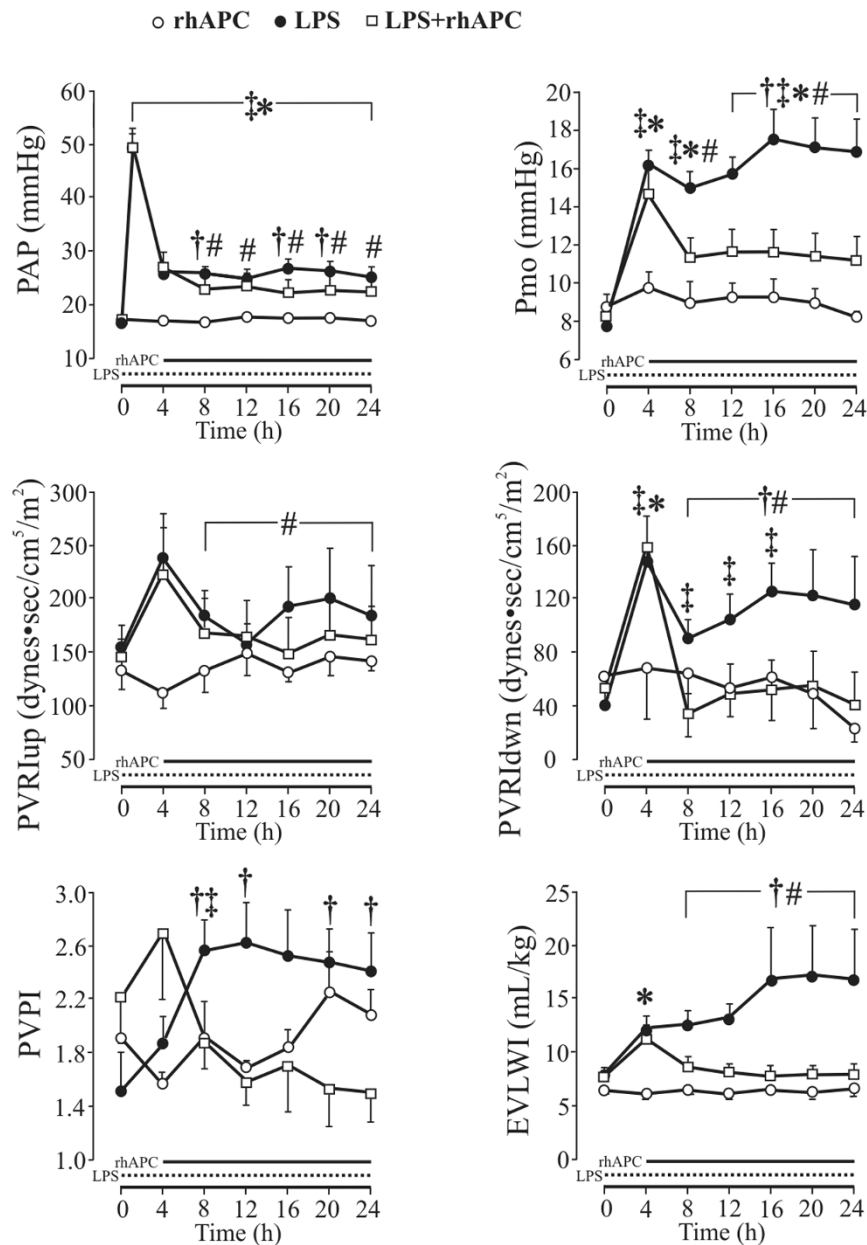 rhAPC LPS LPS+rhAPC
PAP (mmHg)
60
50
40
30
20
10
‡*
†# # †# †# #
rhAPC
LPS
0 4 8 12 16 20 24
Time (h)
Pmo (mmHg)
20
18
16
14
12
10
8
6
‡* ‡*# †‡*#
rhAPC
LPS
0 4 8 12 16 20 24
Time (h)
PVRIup (dynes•sec/cm⁵/m²)
300
250
200
150
100
50
#
rhAPC
LPS
0 4 8 12 16 20 24
Time (h)
PVRIdwn (dynes•sec/cm⁵/m²)
200
160
120
80
40
0
‡* †#
‡ ‡ ‡
rhAPC
LPS
0 4 8 12 16 20 24
Time (h)
PVPI
3.0
2.6
2.2
1.8
1.4
1.0
†‡ † † †
rhAPC
LPS
0 4 8 12 16 20 24
Time (h)
EVLWI (mL/kg)
25
20
15
10
5
0
* †#
rhAPC
LPS
0 4 8 12 16 20 24
Time (h)